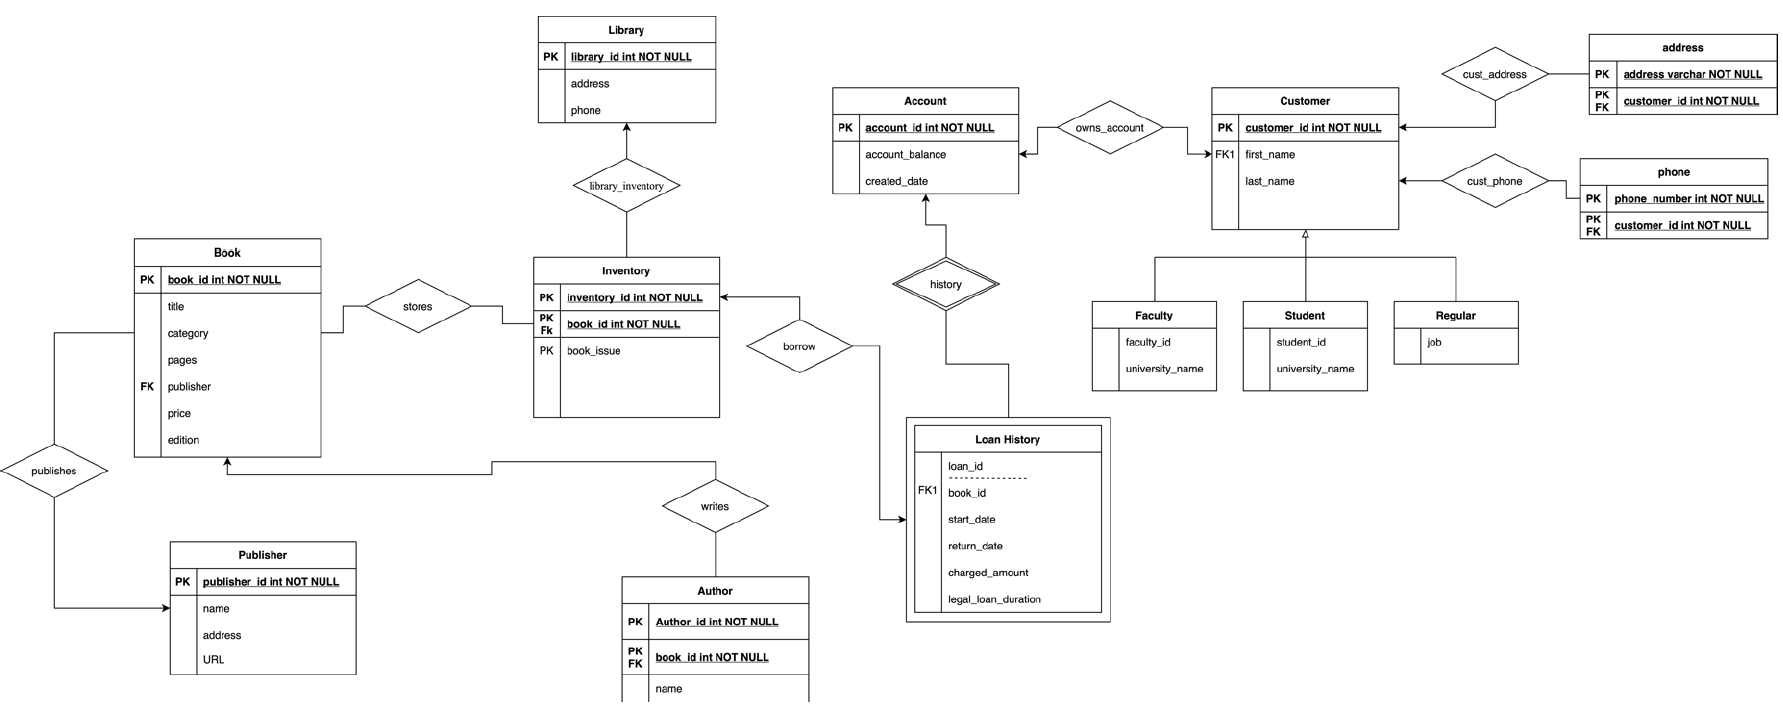 Library
PK library_id int NOT NULL
address
phone
library_inventory
Account
PK account_id int NOT NULL
account_balance
created_date
owns_account
Customer
PK customer_id int NOT NULL
FK1 first_name
last_name
cust_address
address
PK address varchar NOT NULL
PK
FK customer_id int NOT NULL
cust_phone
phone
PK phone_number int NOT NULL
PK
FK customer_id int NOT NULL
Book
PK book_id int NOT NULL
title
category
pages
FK publisher
price
edition
stores
Inventory
PK inventory_id int NOT NULL
PK
Fk book_id int NOT NULL
PK book_issue
borrow
history
Faculty
faculty_id
university_name
Student
student_id
university_name
Regular
job
Loan History
loan_id
FK1
book_id
start_date
return_date
charged_amount
legal_loan_duration
publishes
writes
Publisher
PK publisher_id int NOT NULL
name
address
URL
Author
PK Author_id int NOT NULL
PK
FK book_id int NOT NULL
name